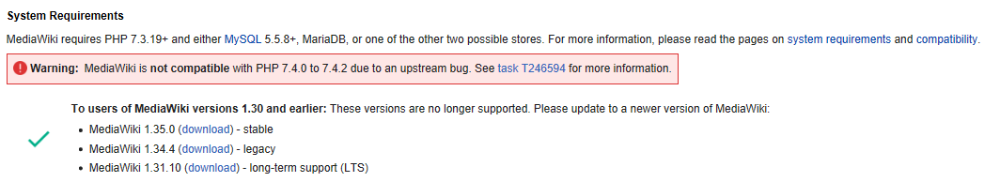 System Requirements
MediaWiki requires PHP 7.3.19+ and either MySQL 5.5.8+, MariaDB, or one of the other two possible stores. For more information, please read the pages on system requirements and compatibility.
Warning: MediaWiki is not compatible with PHP 7.4.0 to 7.4.2 due to an upstream bug. See task T246594 for more information.
To users of MediaWiki versions 1.30 and earlier: These versions are no longer supported. Please update to a newer version of MediaWiki:
• MediaWiki 1.35.0 (download) - stable
• MediaWiki 1.34.4 (download) - legacy
• MediaWiki 1.31.10 (download) - long-term support (LTS)